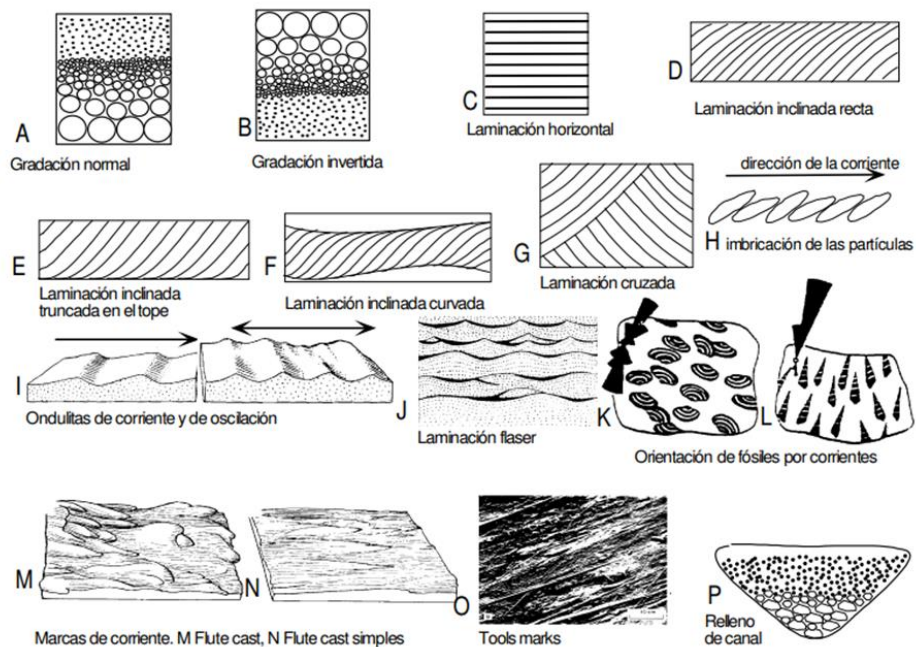 A
Gradación normal
B
Gradación invertida
C
Laminación horizontal
D
Laminación inclinada recta
E
Laminación inclinada
truncada en el tope
F
Laminación inclinada curvada
G
Laminación cruzada
dirección de la corriente
H imbricación de las partículas
I
Ondulitas de corriente y de oscilación
J
Laminación flaser
K
L
Orientación de fósiles por corrientes
M
N
Marcas de corriente. M Flute cast, N Flute cast simples
O
Tools marks
P
Relleno
de canal